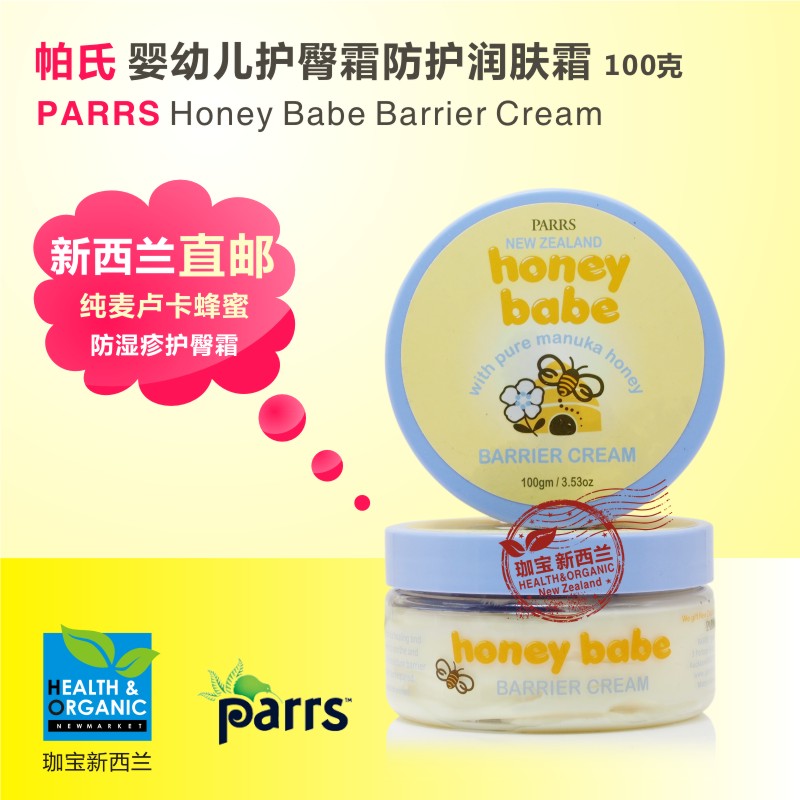 帕氏 婴幼儿护臀霜防护润肤霜 100克
PARRS Honey Babe Barrier Cream
新西兰直邮
纯麦卢卡蜂蜜
防湿疹护臀霜
PARRS
NEW ZEALAND
honey
babe
with pure manuka honey
BARRIER CREAM
100gm / 3.53oz
珈宝新西兰
HEALTH&ORGANIC
New Zealand
honey babe
BARRIER CREAM
HEALTH &
ORGANIC
NEWMARKET
珈宝新西兰
parrs™